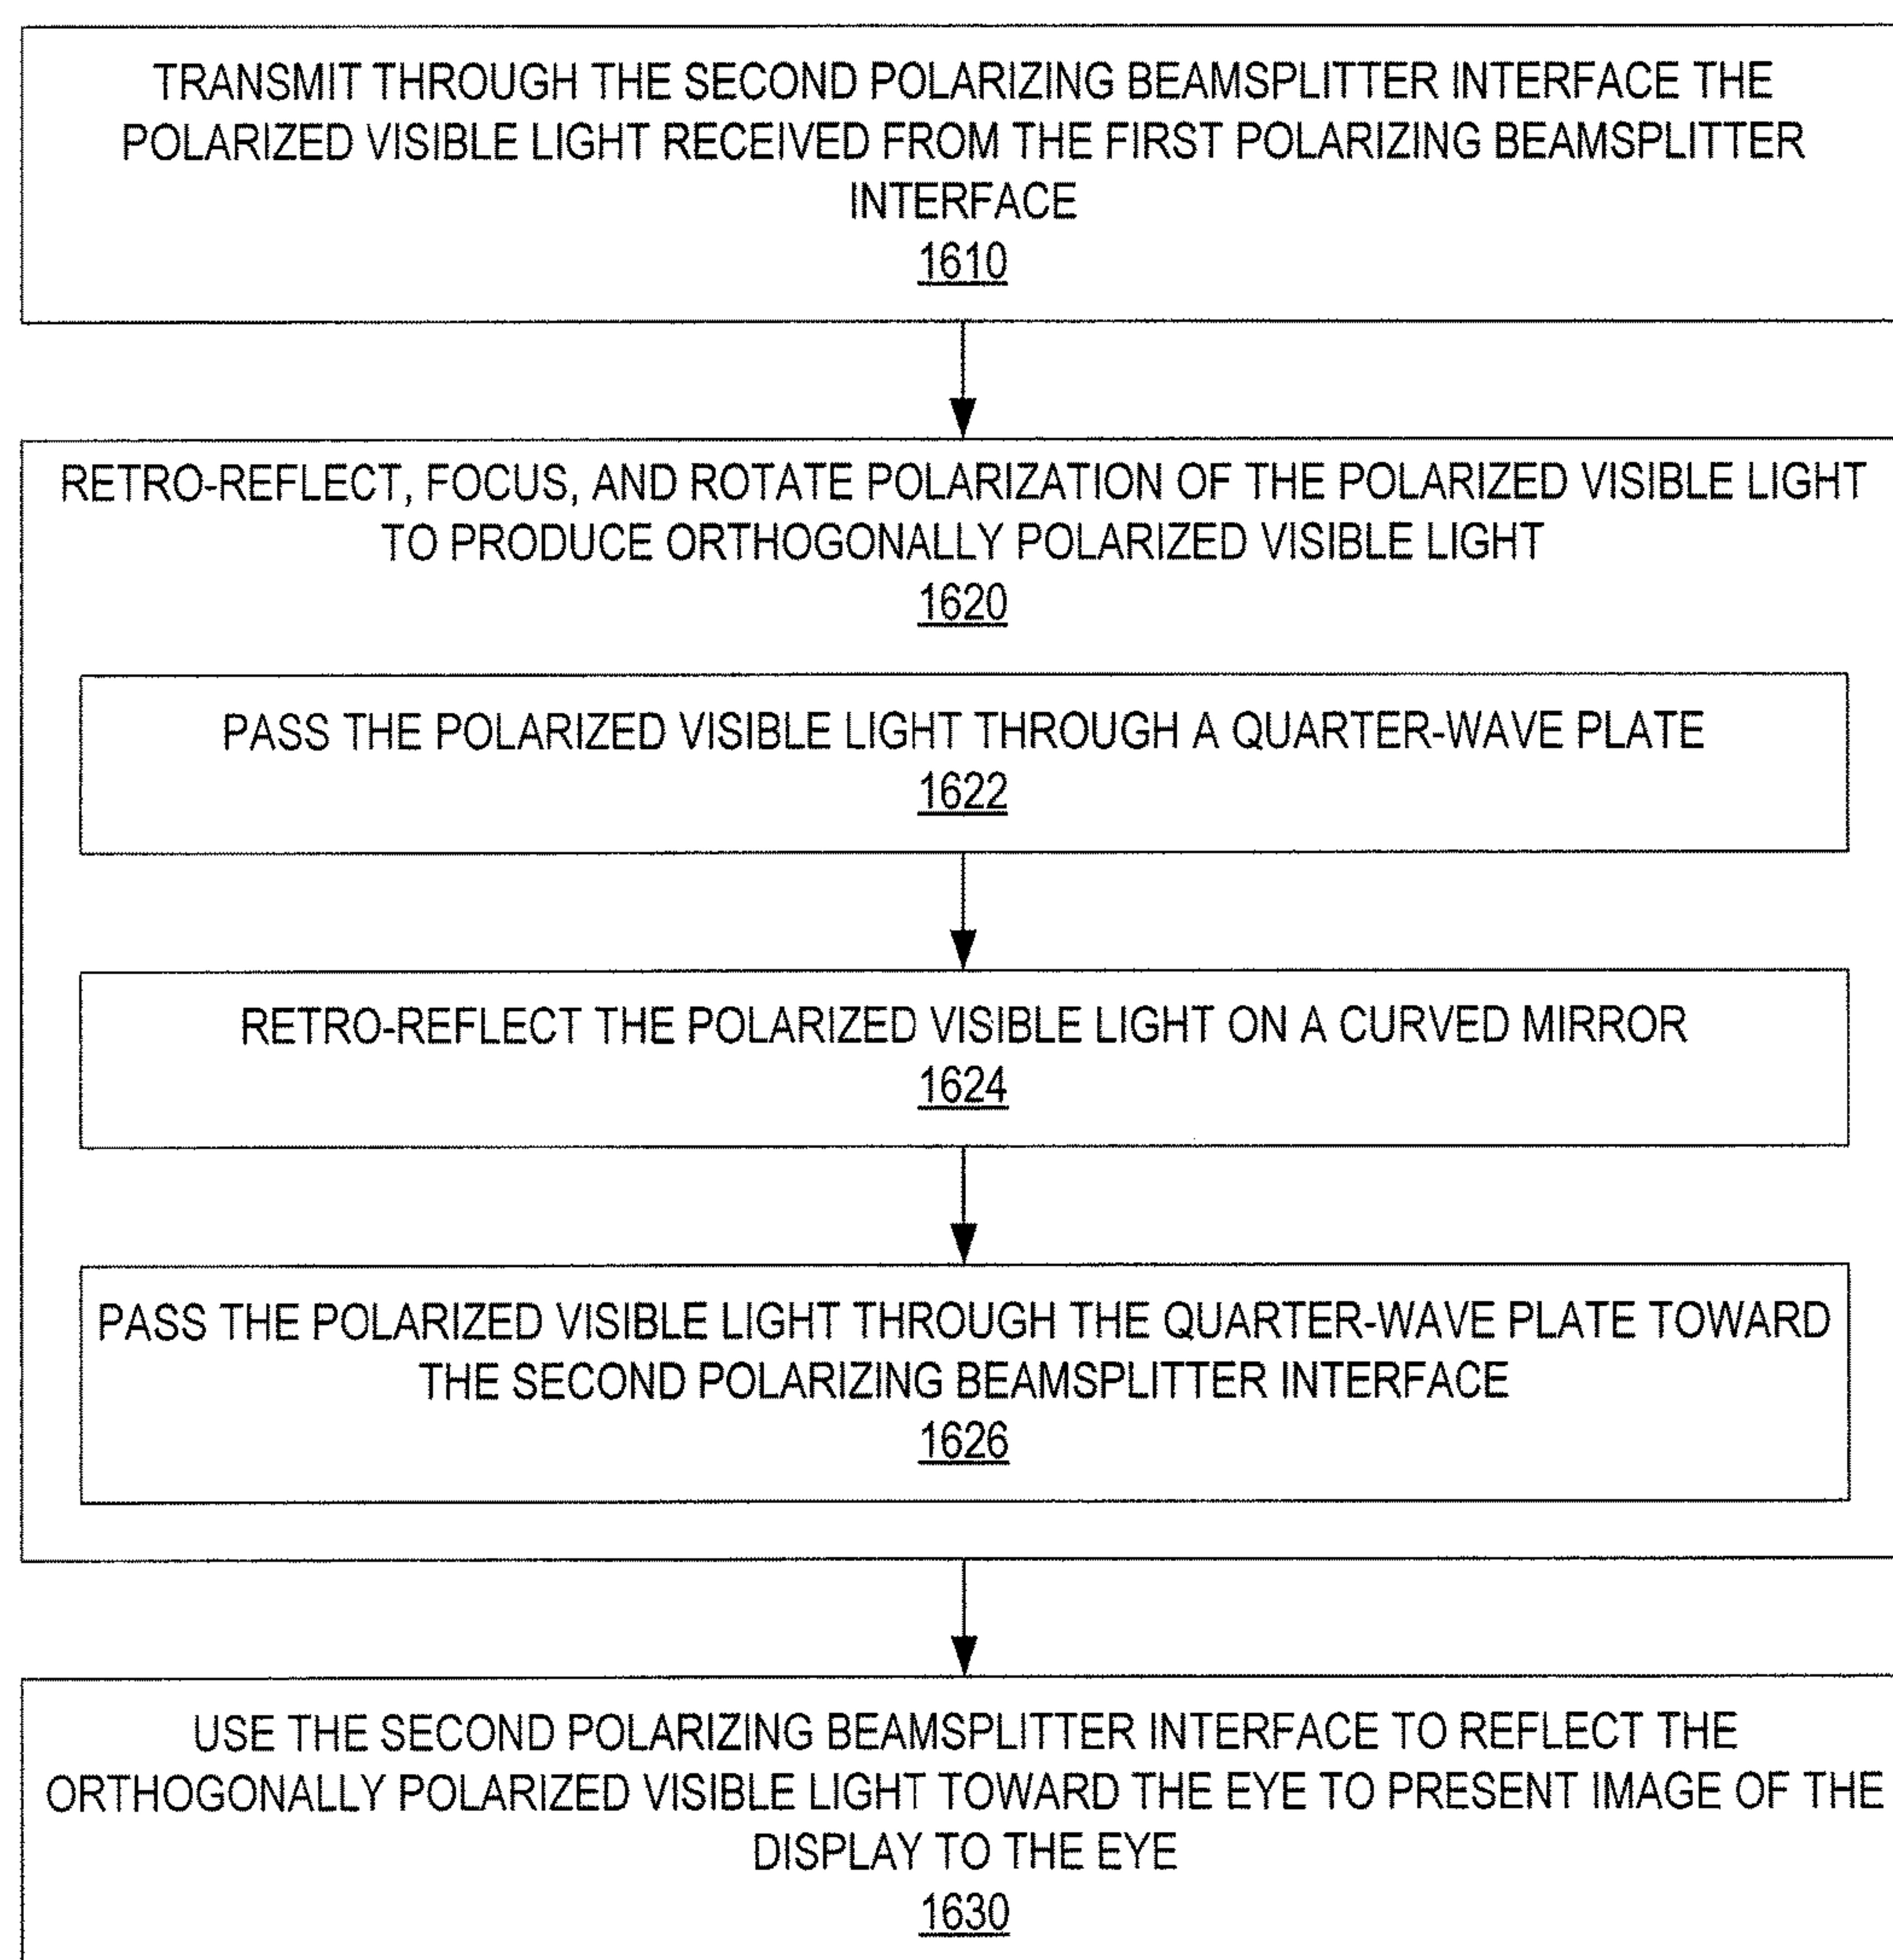 TRANSMIT THROUGH THE SECOND POLARIZING BEAMSPLITTER INTERFACE THE
POLARIZED VISIBLE LIGHT RECEIVED FROM THE FIRST POLARIZING BEAMSPLITTER
INTERFACE
1610
RETRO-REFLECT, FOCUS, AND ROTATE POLARIZATION OF THE POLARIZED VISIBLE LIGHT
TO PRODUCE ORTHOGONALLY POLARIZED VISIBLE LIGHT
1620
PASS THE POLARIZED VISIBLE LIGHT THROUGH A QUARTER-WAVE PLATE
1622
RETRO-REFLECT THE POLARIZED VISIBLE LIGHT ON A CURVED MIRROR
1624
PASS THE POLARIZED VISIBLE LIGHT THROUGH THE QUARTER-WAVE PLATE TOWARD
THE SECOND POLARIZING BEAMSPLITTER INTERFACE
1626
USE THE SECOND POLARIZING BEAMSPLITTER INTERFACE TO REFLECT THE
ORTHOGONALLY POLARIZED VISIBLE LIGHT TOWARD THE EYE TO PRESENT IMAGE OF THE
DISPLAY TO THE EYE
1630